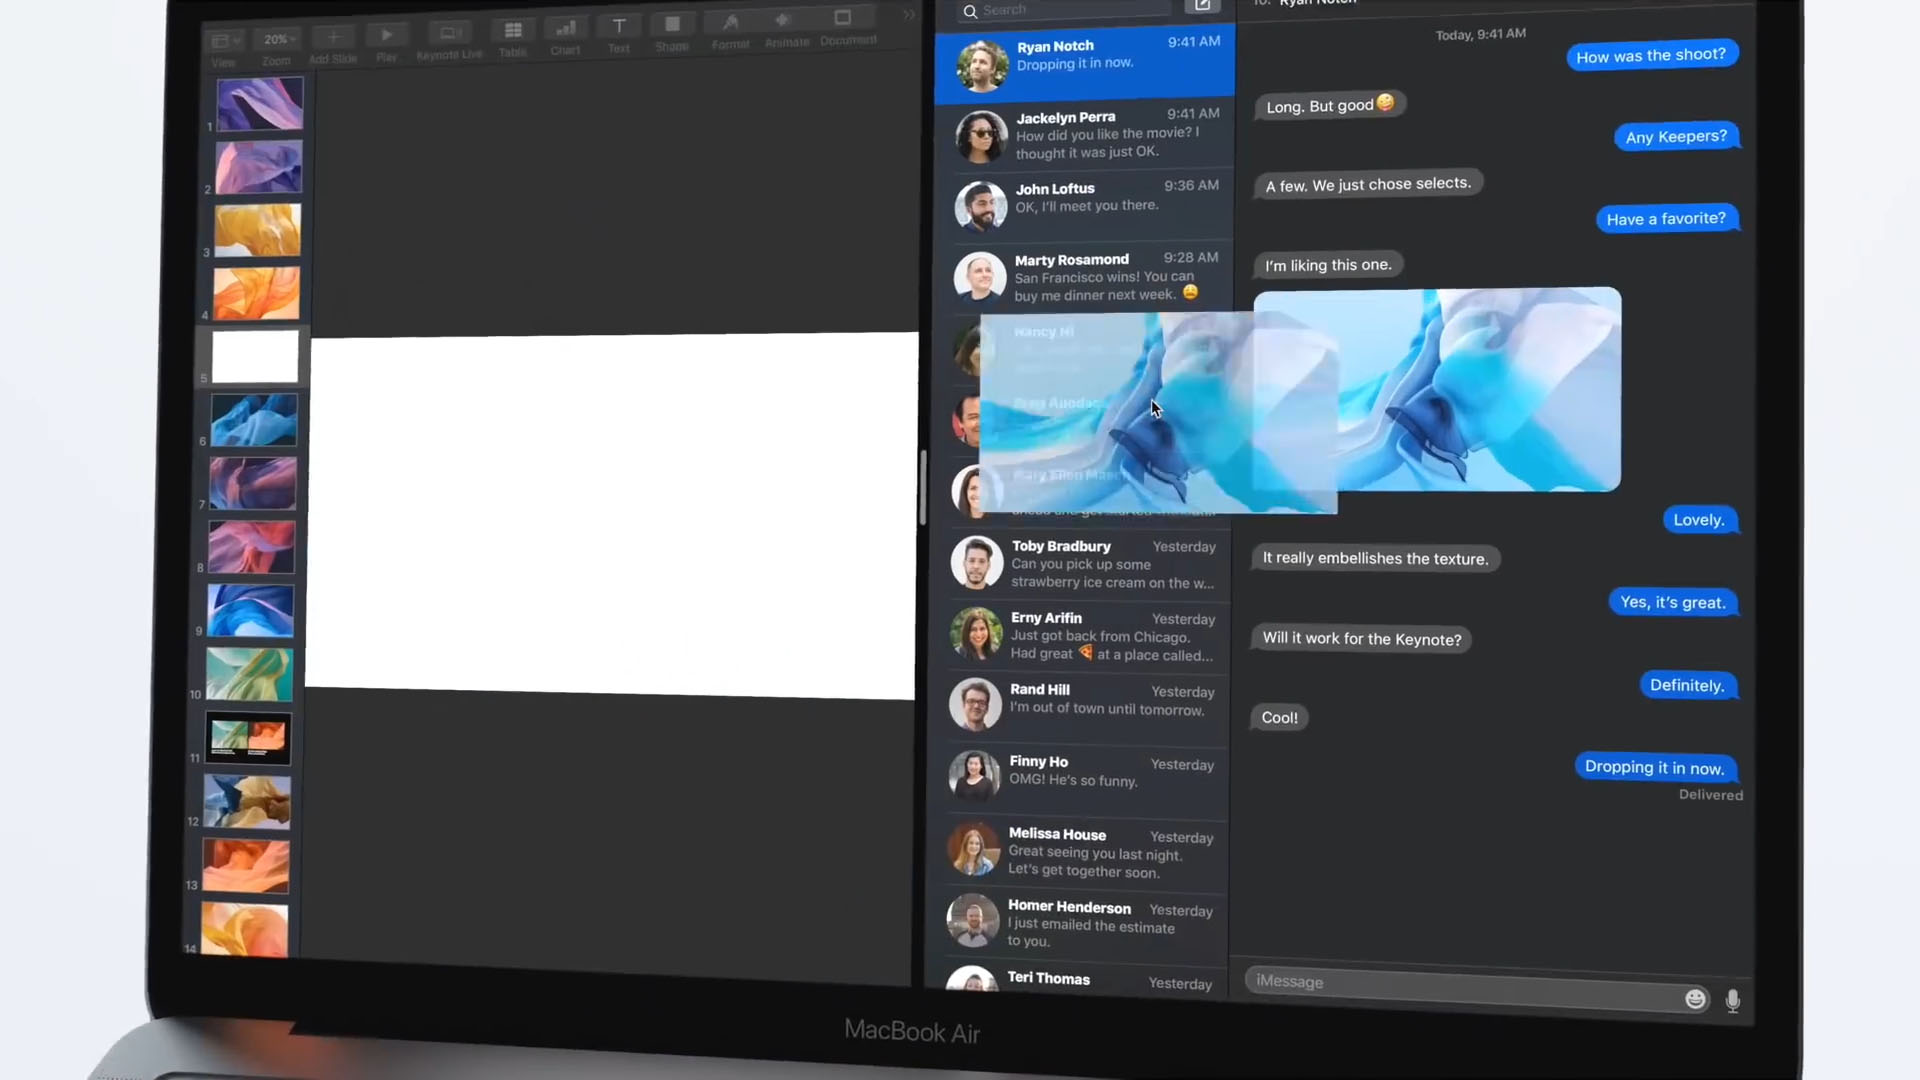 20%
View
Zoom
Add Slide
Play
Keynote Live
Table
Chart
Text
Shape
Format
Animate
Document
1
2
3
4
5
6
7
8
9
10
11
12
13
14
Search
Ryan Notch 9:41 AM
Dropping it in now.
Jackelyn Perra 9:41 AM
How did you like the movie? I
thought it was just OK.
John Loftus 9:36 AM
OK, I'll meet you there.
Marty Rosamond 9:28 AM
San Francisco wins! You can
buy me dinner next week. 😩
Nancy Ni
Toby Bradbury Yesterday
Can you pick up some
strawberry ice cream on the w...
Erny Arifin Yesterday
Just got back from Chicago.
Had great 🍕 at a place called...
Rand Hill Yesterday
I'm out of town until tomorrow.
Finny Ho Yesterday
OMG! He's so funny.
Melissa House Yesterday
Great seeing you last night.
Let's get together soon.
Homer Henderson Yesterday
I just emailed the estimate
to you.
Teri Thomas Yesterday
Ryan Notch
Today, 9:41 AM
How was the shoot?
Long. But good🤪
Any Keepers?
A few. We just chose selects.
Have a favorite?
I'm liking this one.
Lovely.
It really embellishes the texture.
Yes, it's great.
Will it work for the Keynote?
Definitely.
Cool!
Dropping it in now.
Delivered
iMessage
MacBook Air